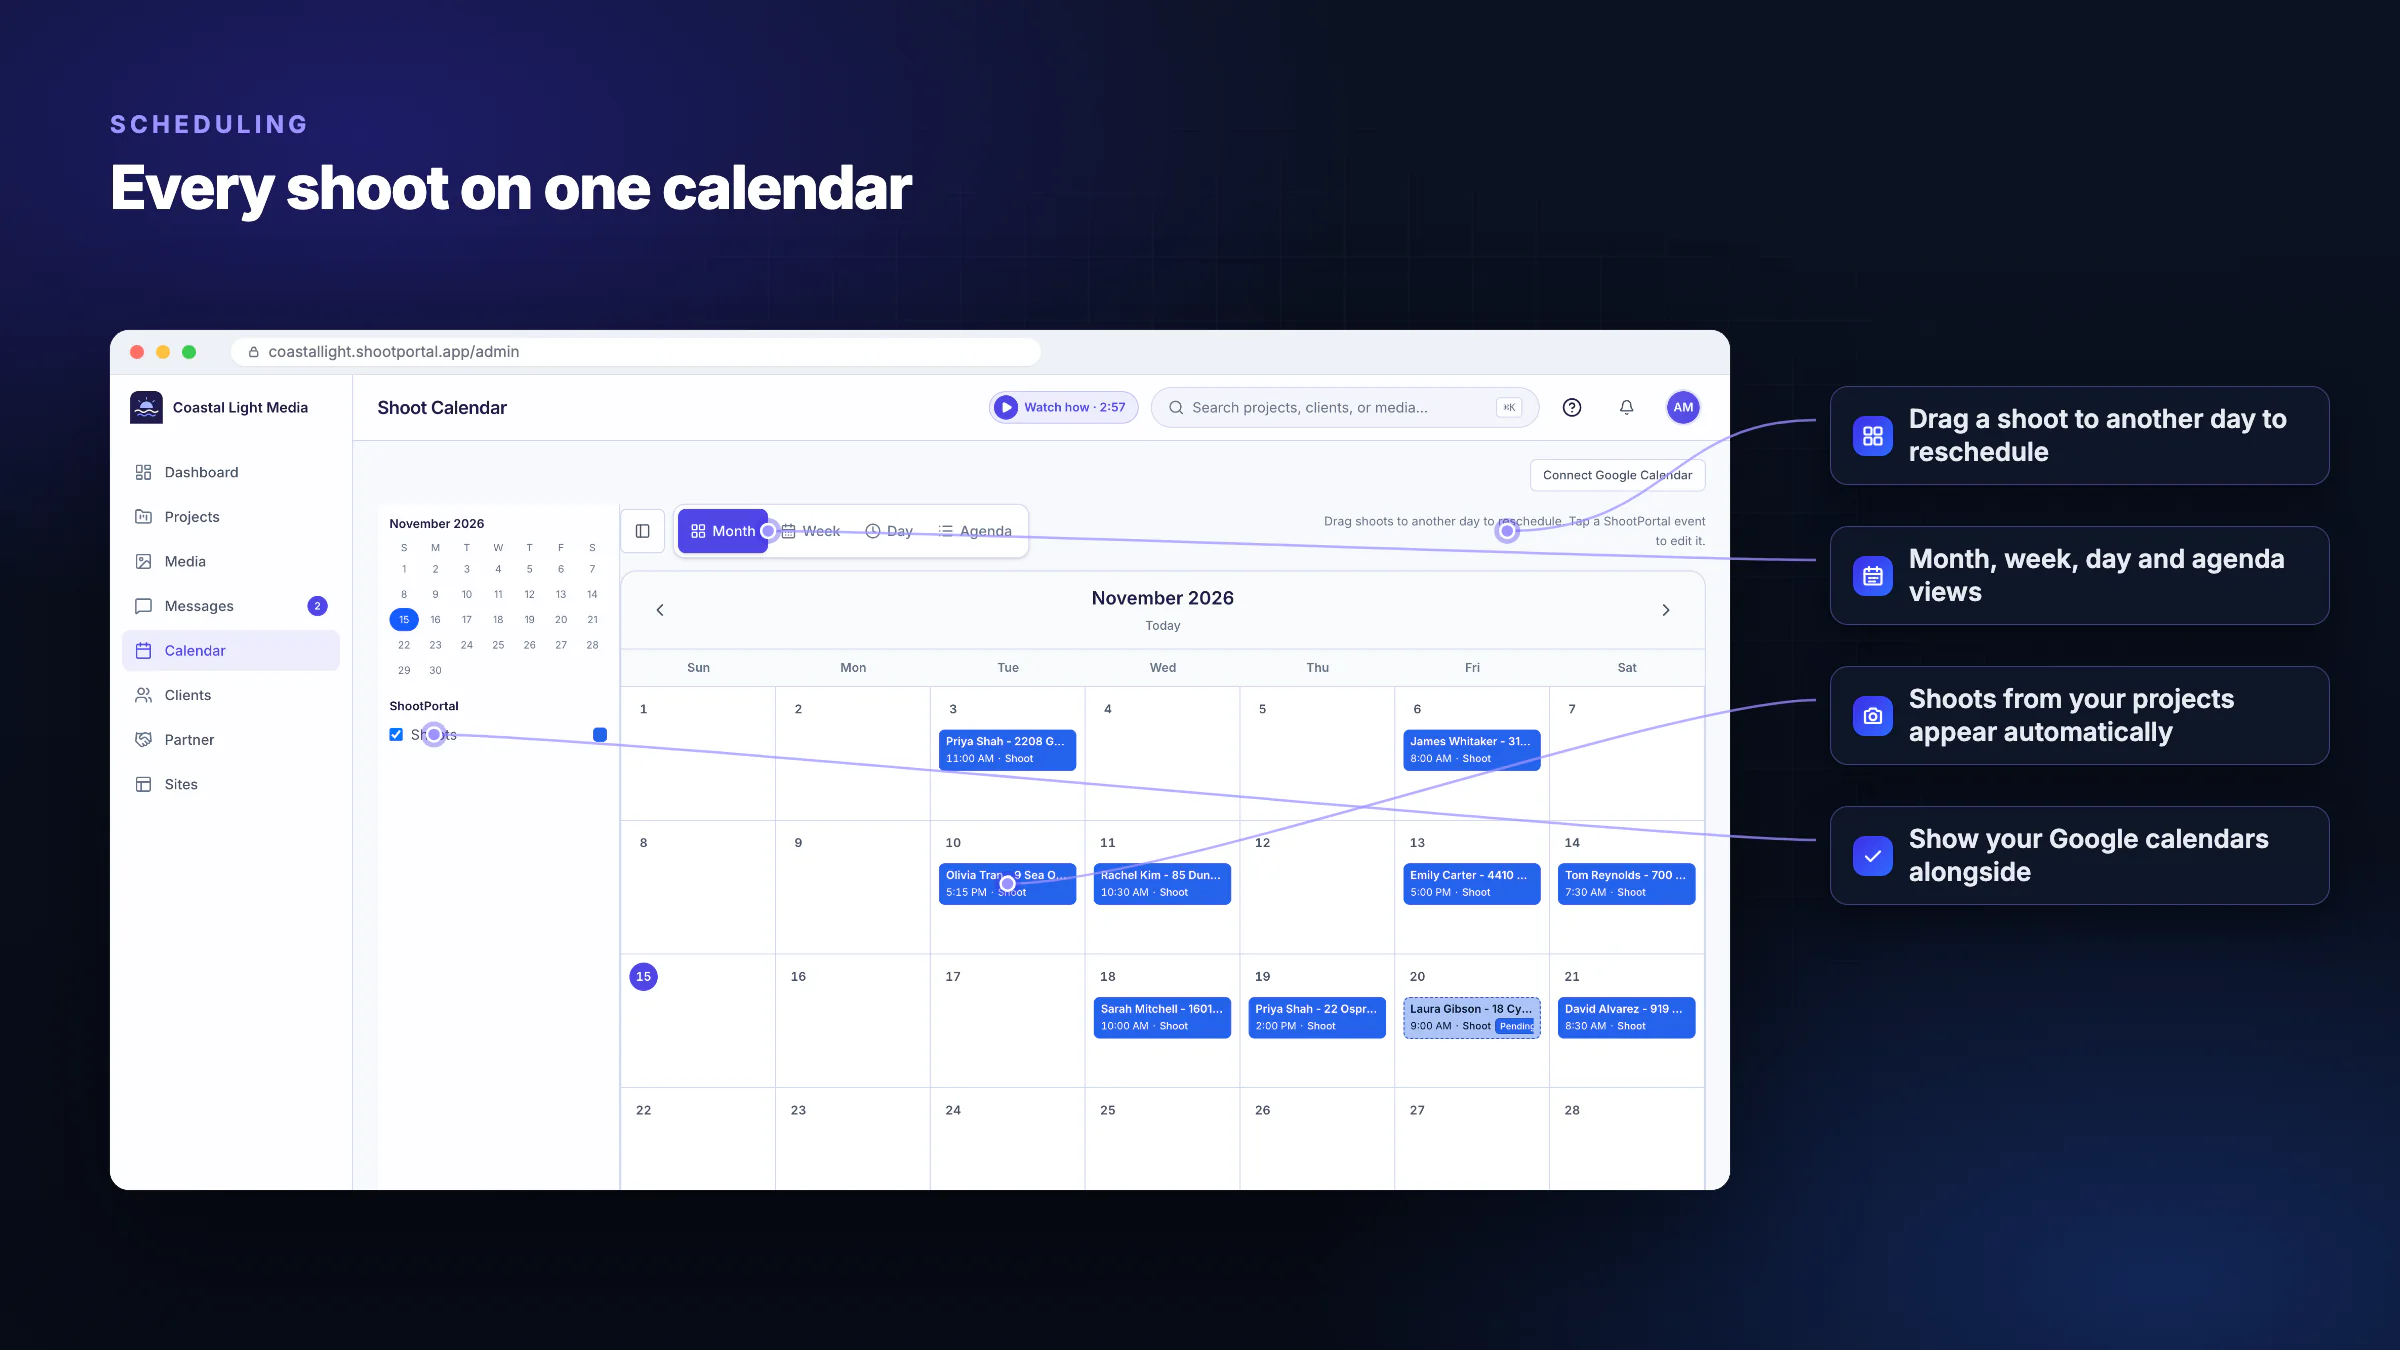 SCHEDULING
Every shoot on one calendar
coastallight.shootportal.app/admin
Coastal Light Media
Shoot Calendar
Watch how · 2:57
Search projects, clients, or media...
⌘K
AM
Dashboard
Projects
Media
Messages
2
Calendar
Clients
Partner
Sites
Connect Google Calendar
November 2026
S M T W T F S
1 2 3 4 5 6 7
8 9 10 11 12 13 14
15 16 17 18 19 20 21
22 23 24 25 26 27 28
29 30
ShootPortal
Shoots
Month
Week
Day
Agenda
Drag shoots to another day to reschedule. Tap a ShootPortal event
to edit it.
November 2026
Today
Sun Mon Tue Wed Thu Fri Sat
1 2 3 4 5 6 7
Priya Shah - 2208 G...
11:00 AM · Shoot
James Whitaker - 31...
8:00 AM · Shoot
8 9 10 11 12 13 14
Olivia Tran - 9 Sea O...
5:15 PM · Shoot
Rachel Kim - 85 Dun...
10:30 AM · Shoot
Emily Carter - 4410 ...
5:00 PM · Shoot
Tom Reynolds - 700 ...
7:30 AM · Shoot
15 16 17 18 19 20 21
Sarah Mitchell - 1601...
10:00 AM · Shoot
Priya Shah - 22 Ospr...
2:00 PM · Shoot
Laura Gibson - 18 Cy...
9:00 AM · Shoot Pending
David Alvarez - 919 ...
8:30 AM · Shoot
22 23 24 25 26 27 28
Drag a shoot to another day to
reschedule
Month, week, day and agenda
views
Shoots from your projects
appear automatically
Show your Google calendars
alongside